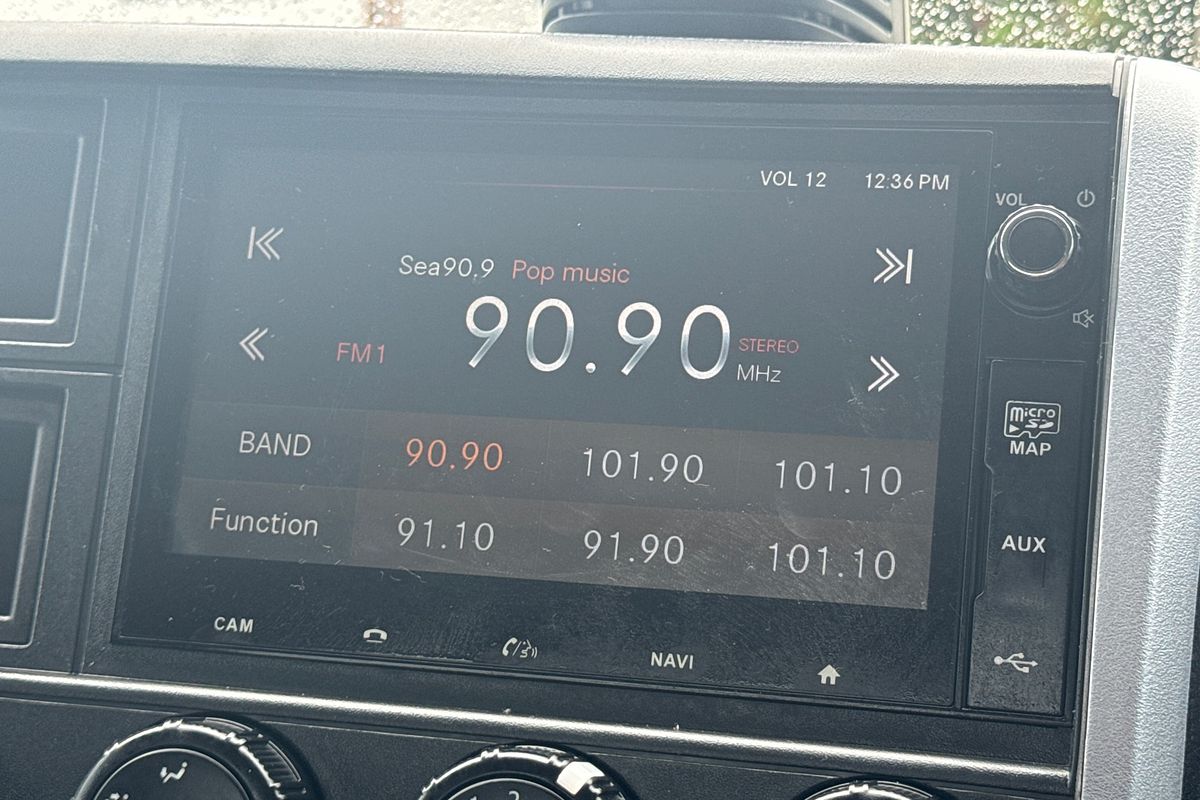 VOL 12 12:36 PM
VOL
Sea90.9 Pop music
FM1 90.90 STEREO
MHz
BAND 90.90 101.90 101.10
Function 91.10 91.90 101.10
micro
SD
MAP
AUX
CAM NAVI